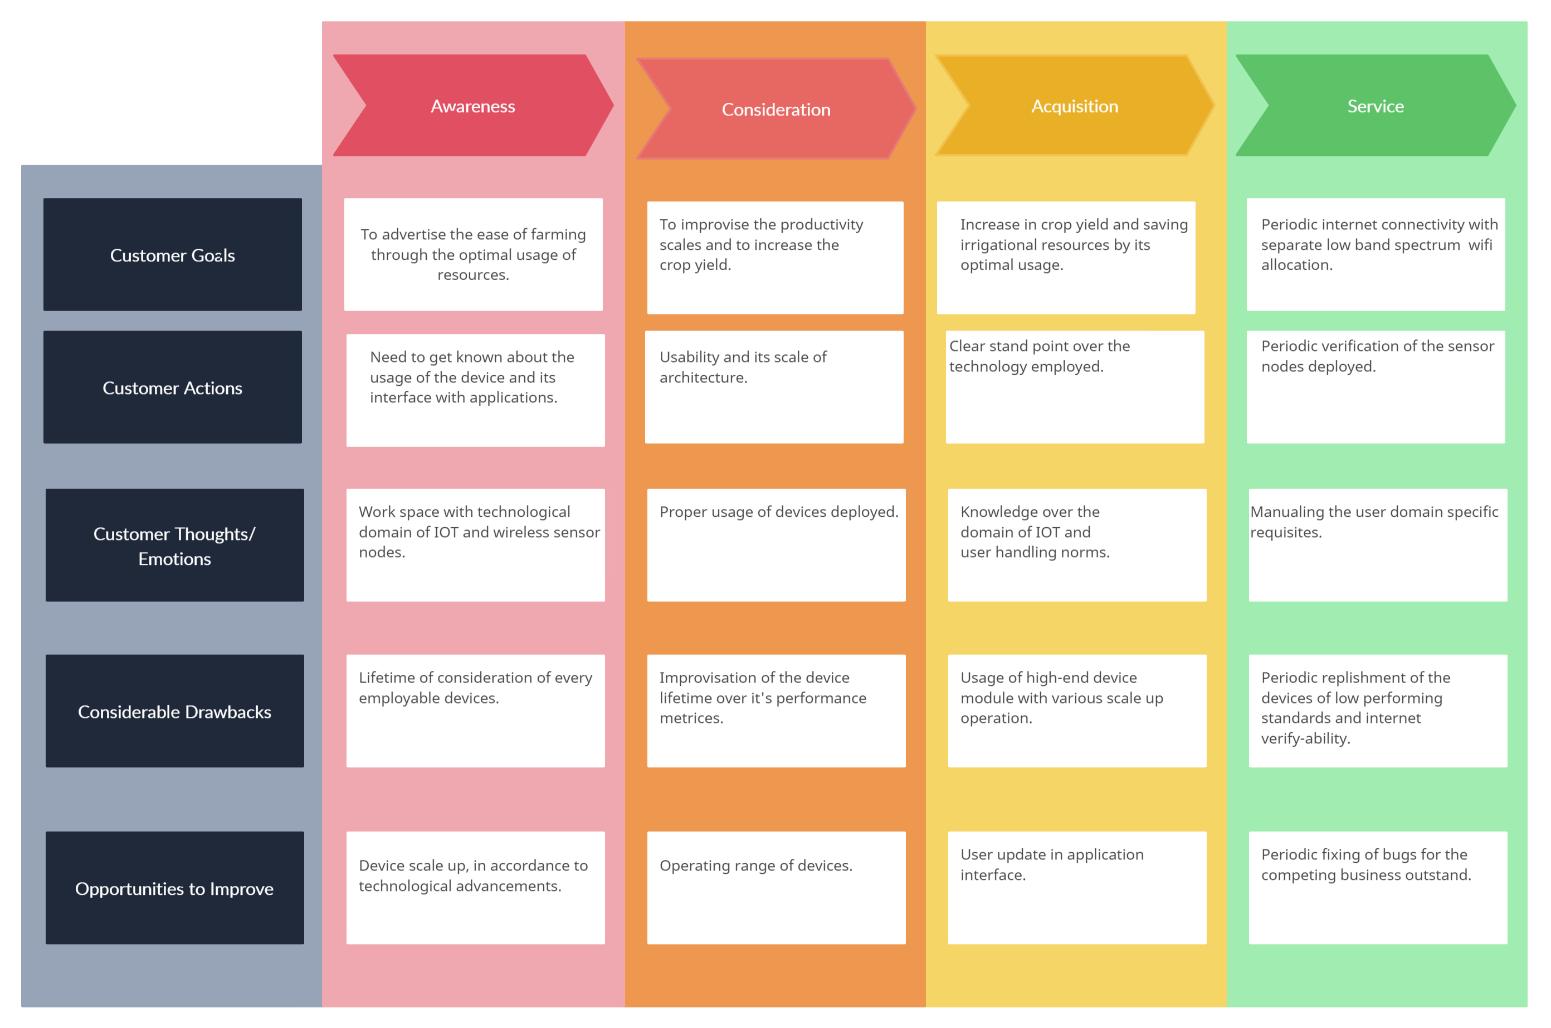 Awareness
Consideration
Acquisition
Service
Customer Goals
To advertise the ease of farming
through the optimal usage of
resources.
To improvise the productivity
scales and to increase the
crop yield.
Increase in crop yield and saving
irrigational resources by its
optimal usage.
Periodic internet connectivity with
separate low band spectrum  wifi
allocation.
Customer Actions
Need to get known about the
usage of the device and its
interface with applications.
Usability and its scale of
architecture.
Clear stand point over the
technology employed.
Periodic verification of the sensor
nodes deployed.
Customer Thoughts/
Emotions
Work space with technological
domain of IOT and wireless sensor
nodes.
Proper usage of devices deployed.
Knowledge over the
domain of IOT and
user handling norms.
Manualing the user domain specific
requisites.
Considerable Drawbacks
Lifetime of consideration of every
employable devices.
Improvisation of the device
lifetime over it's performance
metrices.
Usage of high-end device
module with various scale up
operation.
Periodic replishment of the
devices of low performing
standards and internet
verify-ability.
Opportunities to Improve
Device scale up, in accordance to
technological advancements.
Operating range of devices.
User update in application
interface.
Periodic fixing of bugs for the
competing business outstand.